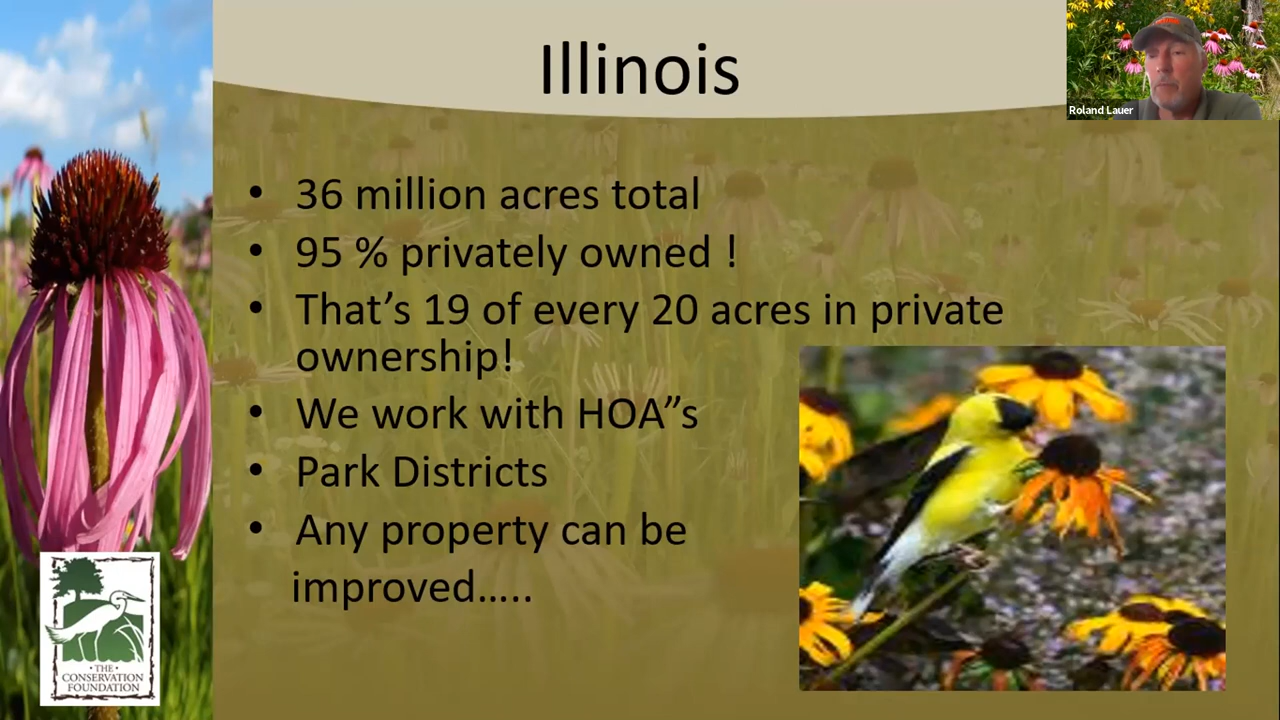 Illinois
Roland Lauer
• 36 million acres total
• 95 % privately owned !
• That’s 19 of every 20 acres in private
ownership!
• We work with HOA”s
• Park Districts
• Any property can be
improved…..
• THE •
CONSERVATION
FOUNDATION